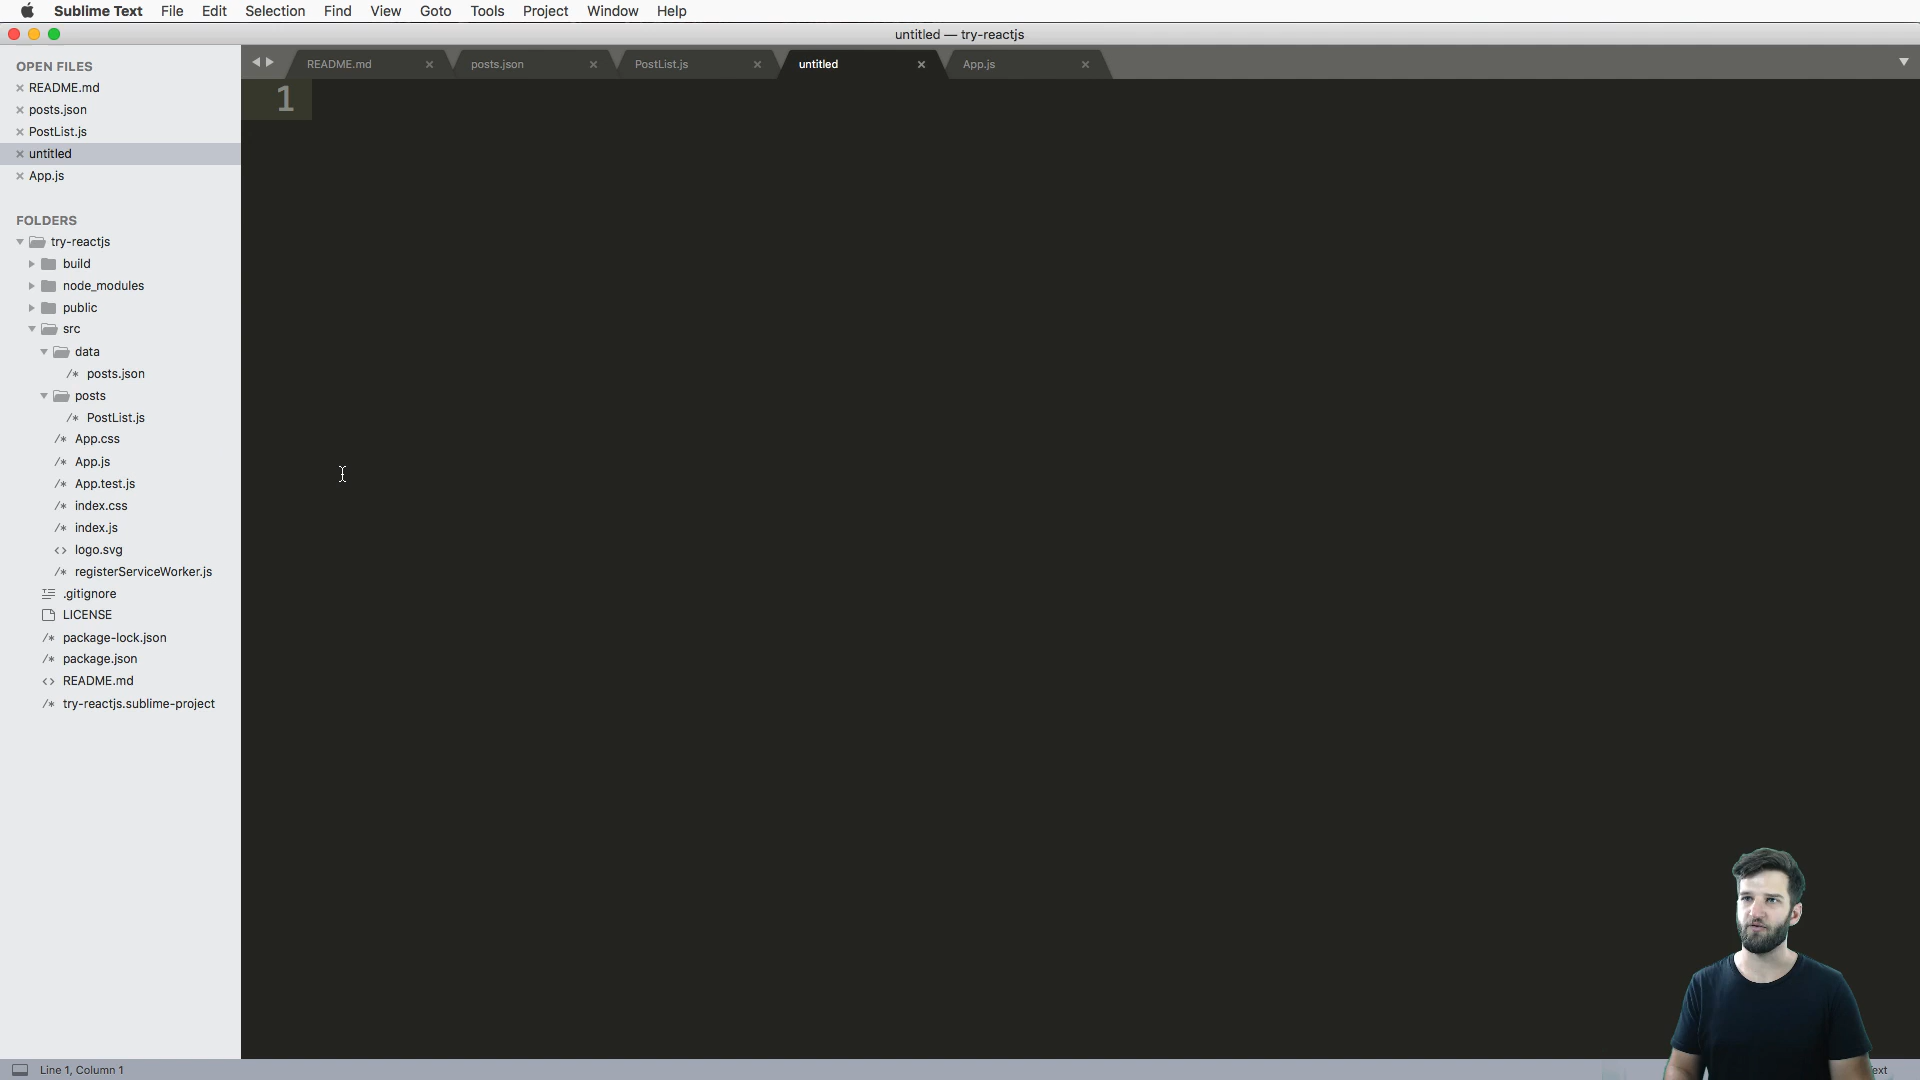 Sublime Text File Edit Selection Find View Goto Tools Project Window Help
untitled — try-reactjs
OPEN FILES
README.md
posts.json
PostList.js
untitled
App.js
FOLDERS
try-reactjs
build
node_modules
public
src
data
/* posts.json
posts
/* PostList.js
/* App.css
/* App.js
/* App.test.js
/* index.css
/* index.js
<> logo.svg
/* registerServiceWorker.js
.gitignore
LICENSE
/* package-lock.json
/* package.json
<> README.md
/* try-reactjs.sublime-project
README.md posts.json PostList.js untitled App.js
1
Line 1, Column 1